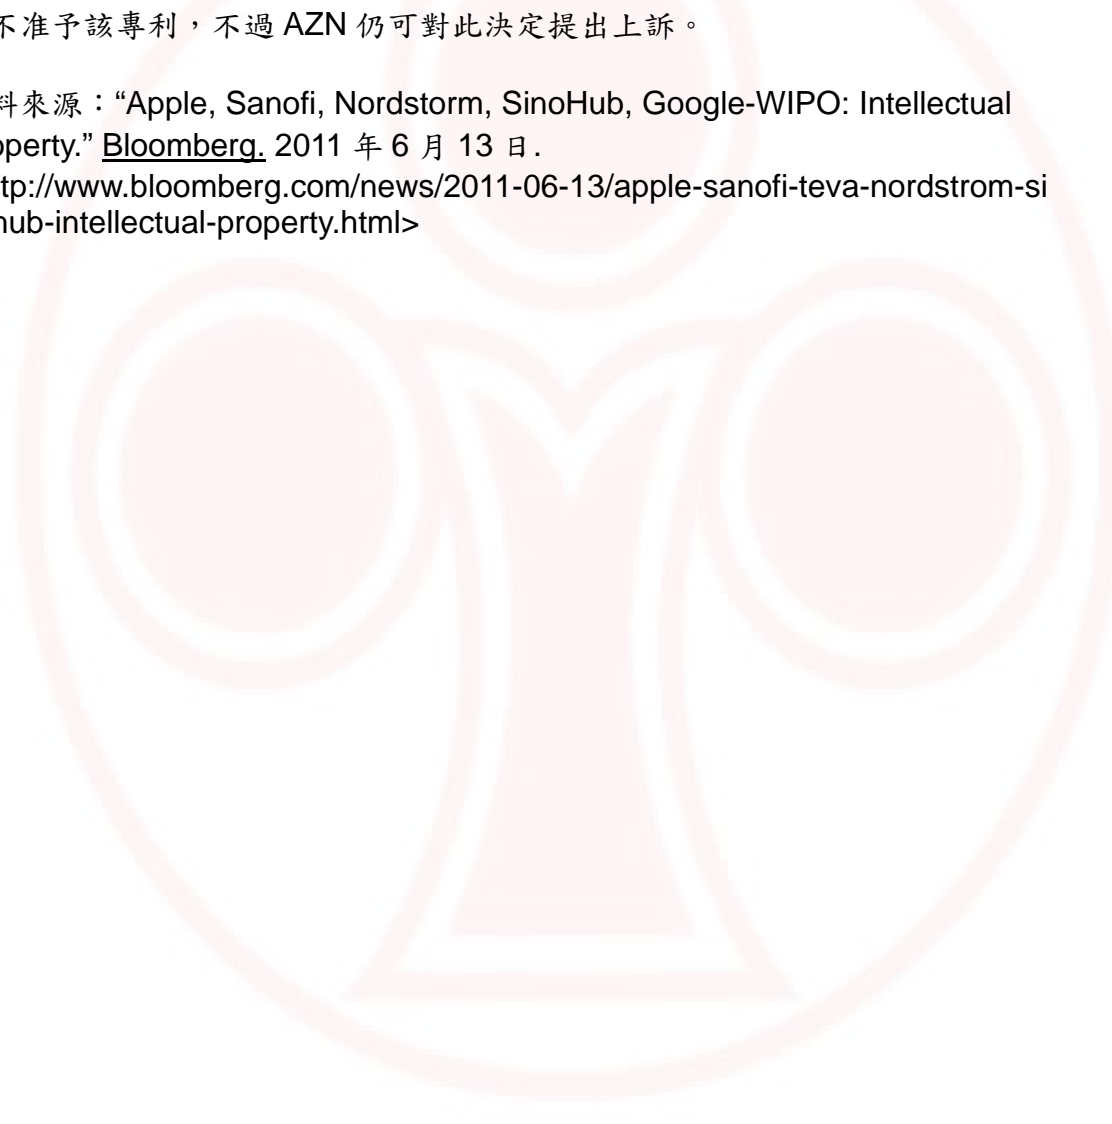 不准予該專利，不過 AZN 仍可對此決定提出上訴。
料來源：“Apple, Sanofi, Nordstorm, SinoHub, Google-WIPO: Intellectual
perty.” Bloomberg. 2011 年 6 月 13 日.
tp://www.bloomberg.com/news/2011-06-13/apple-sanofi-teva-nordstrom-si
hub-intellectual-property.html>